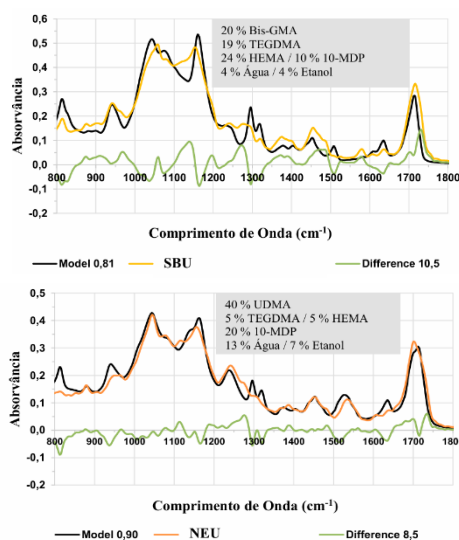 0,6
20 % Bis-GMA
0,5
19 % TEGDMA
24 % HEMA / 10 % 10-MDP
0,4
4 % Água / 4 % Etanol
0,3
0,2
0,1
0,0
800 900 1000 1100 1200 1300 1400 1500 1600 1700 1800
-0,1
-0,2
Absorvância
Comprimento de Onda (cm-1)
Model 0,81 SBU Difference 10,5
0,5
40 % UDMA
5 % TEGDMA / 5 % HEMA
0,4
20 % 10-MDP
13 % Água / 7 % Etanol
0,3
0,2
0,1
0,0
800 900 1000 1100 1200 1300 1400 1500 1600 1700 1800
-0,1
-0,2
Absorvância
Comprimento de Onda (cm-1)
Model 0,90 NEU Difference 8,5